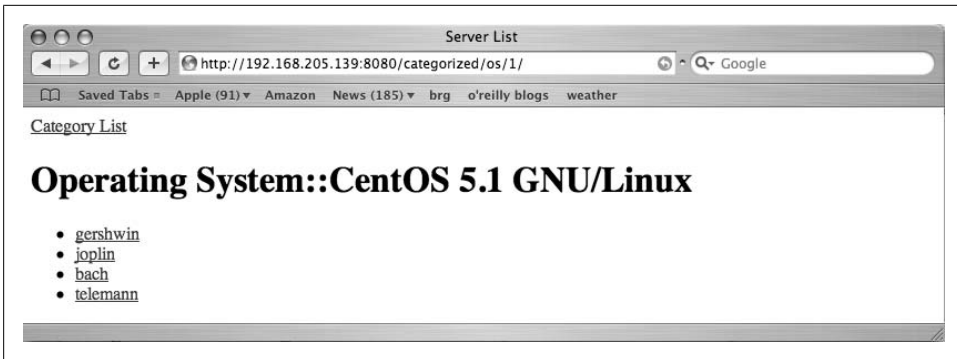 Server List
http://192.168.205.139:8080/categorized/os/1/
Google
Saved Tabs Apple (91) Amazon News (185) brg o'reilly blogs weather
Category List
Operating System::CentOS 5.1 GNU/Linux
gershwin
joplin
bach
telemann